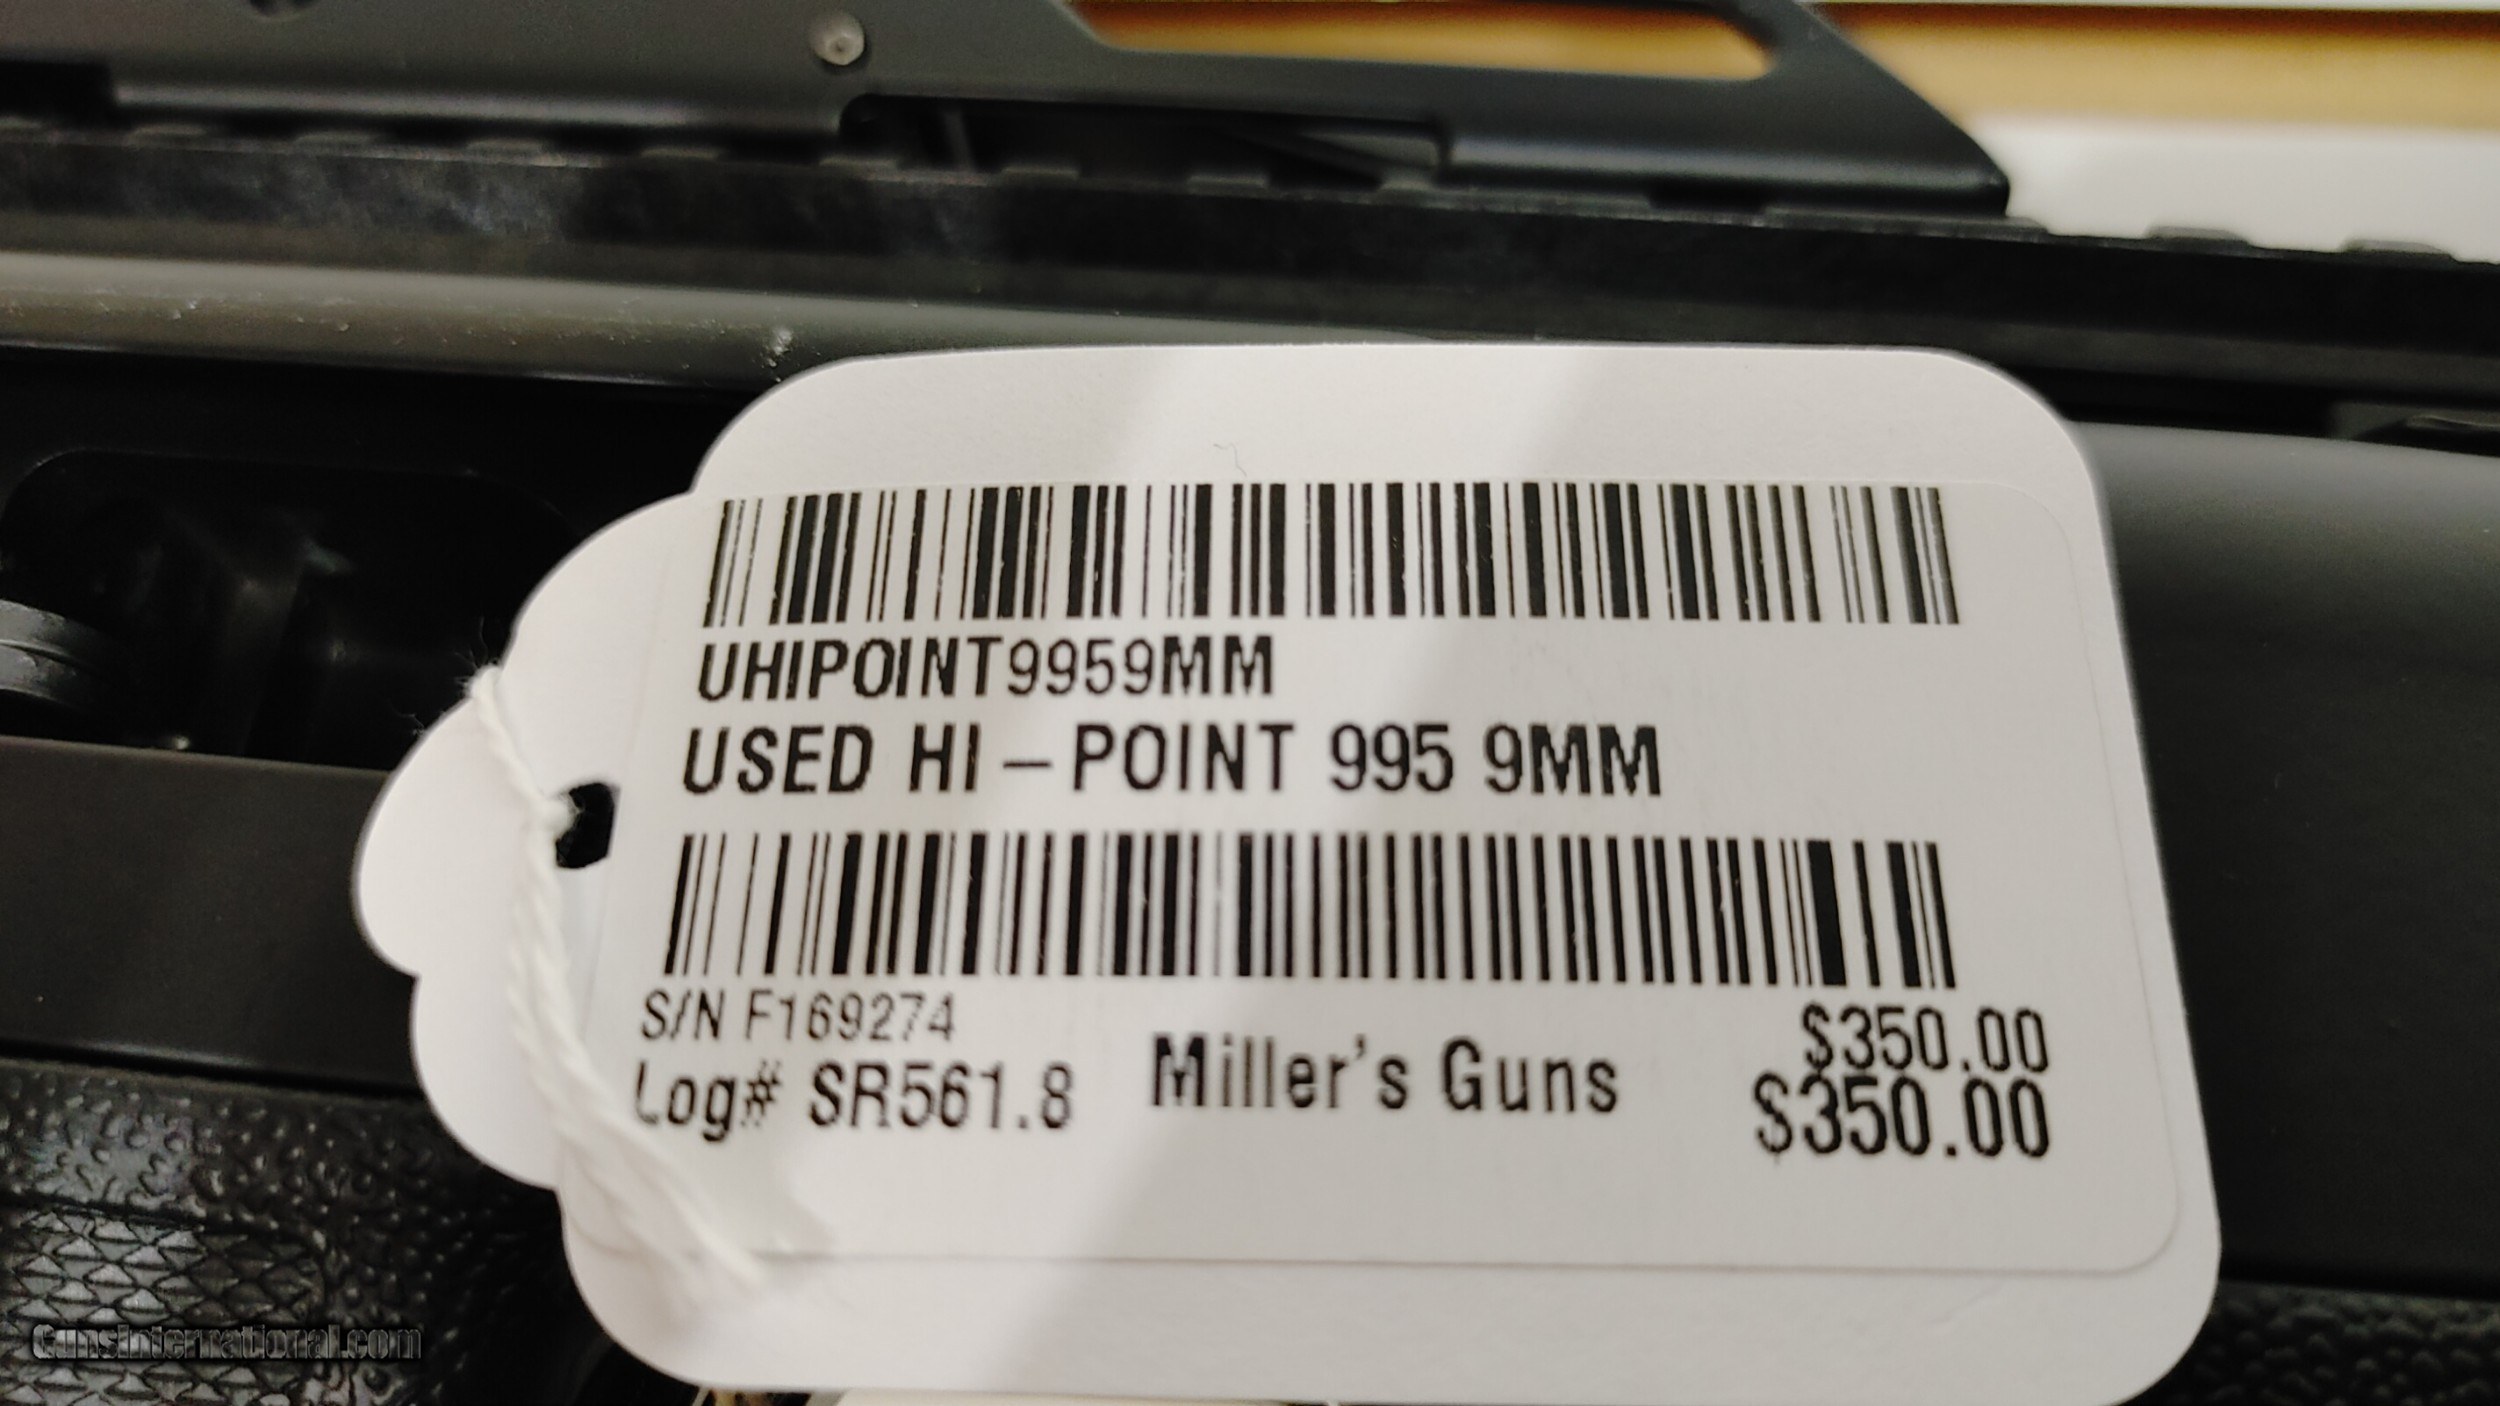 UHIPOINT9959MM
USED HI-POINT 995 9MM
S/N F169274
$350.00
Log# SR561.8
Miller's Guns
$350.00
GunsInternational.com